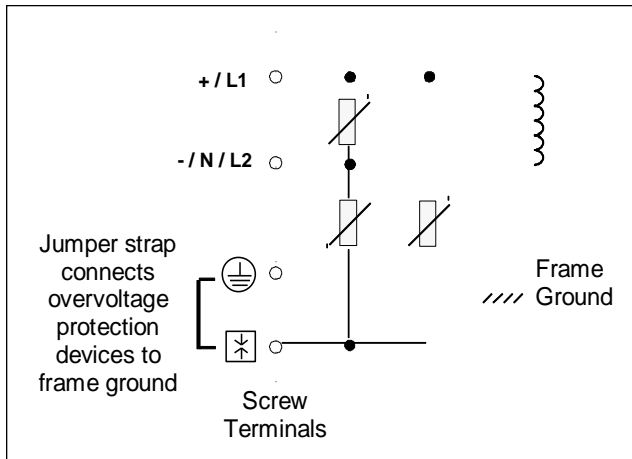 + / L1
- / N / L2
Jumper strap
connects
overvoltage
protection
devices to
frame ground
Frame
Ground
Screw
Terminals